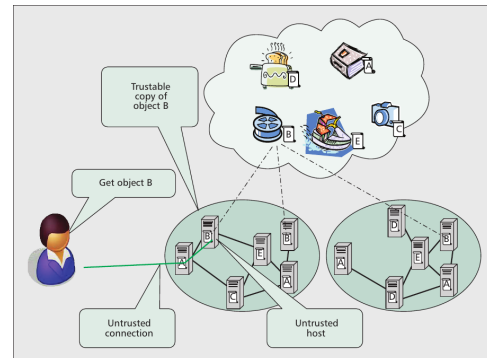 D
A
B
E
C
Trustable
copy of
object B
Get object B
B
A
E
C
B
A
D
A
E
B
D
A
Untrusted
connection
Untrusted
host